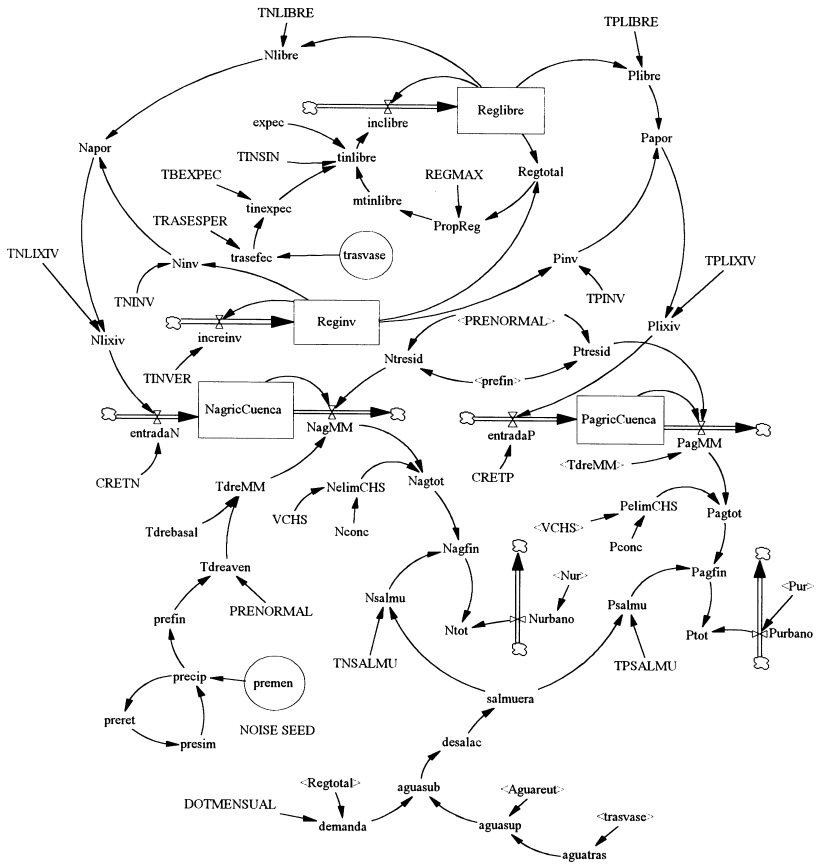 TNLIBRE
TPLIBRE
Nlibre
Plibre
Reglibre
inclibre
expec
Napor
Papor
TINSIN
tinlibre
TBEXPEC
REGMAX
Regtotal
mtinlibre
tinexpec
TRASESPER
PropReg
trasefec
trasvase
TNLIXIV
Ninv
Pinv
TPLIXIV
TNINV
TPINV
Reginv
<PRENORMAL>
Plixiv
increinv
Nlixiv
Ntresid
Ptresid
TINVER
<prefin>
NagricCuenca
PagricCuenca
entradaN
NagMM
entradaP
PagMM
<TdreMM>
CRETN
CRETP
TdreMM
NelimCHS
Nagtot
PelimCHS
Pagtot
VCHS
<VCHS>
Tdrebasal
Nconc
Pconc
Nagfin
Tdreaven
<Nur>
Pagfin
<Pur>
Nsalmu
Psalmu
PRENORMAL
prefin
Ntot
Nurbano
Ptot
Purbano
TNSALMU
TPSALMU
precip
premen
salmuera
preret
NOISE SEED
presim
desalac
<Regtotal>
aguasub
<Aguareut>
DOTMENSUAL
demanda
aguasup
<trasvase>
aguatras